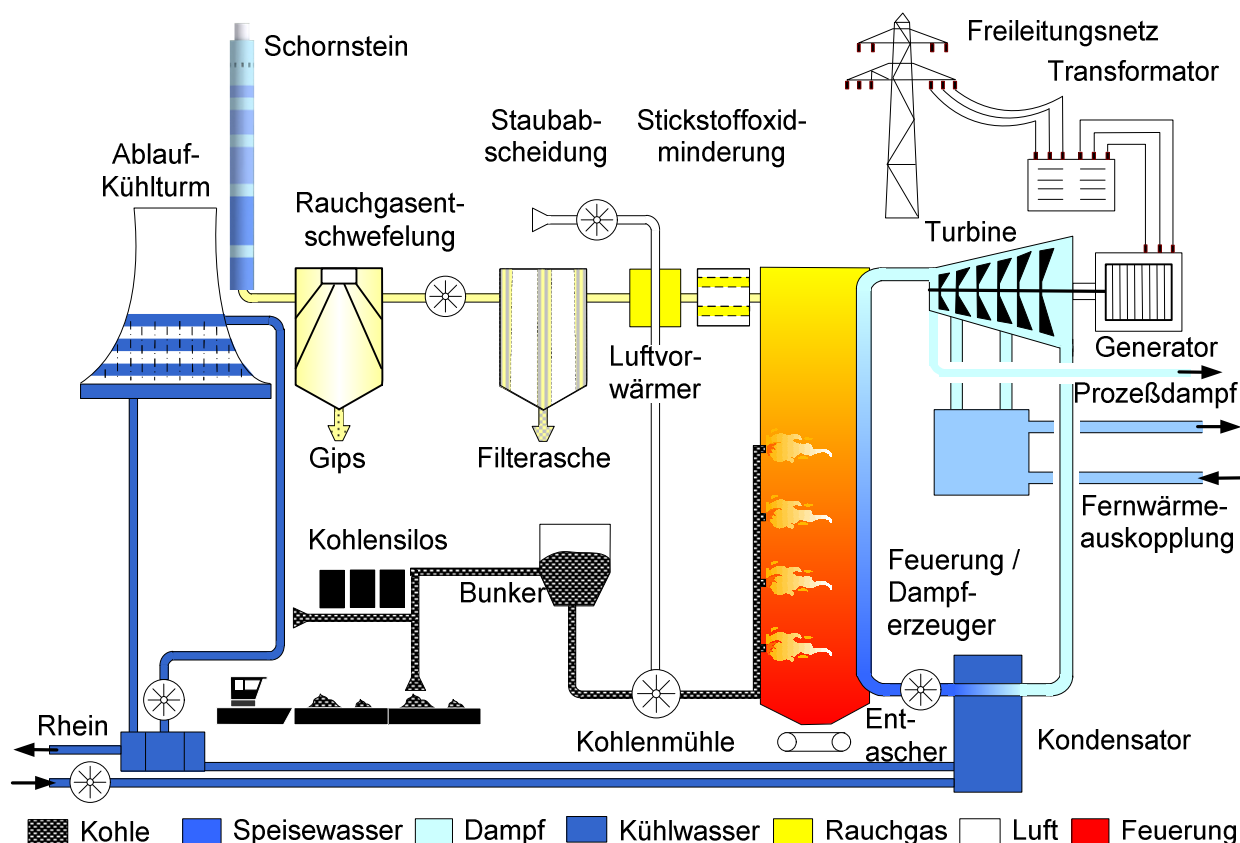 Schornstein
Freileitungsnetz
Transformator
Staubab-
scheidung
Stickstoffoxid-
minderung
Ablauf-
Kühlturm
Rauchgasent-
schwefelung
Turbine
Luftvor-
wärmer
Generator
Prozeßdampf
Gips
Filterasche
Fernwärme-
auskopplung
Kohlensilos
Bunker
Feuerung /
Dampf-
erzeuger
Rhein
Kohlenmühle
Ent-
ascher
Kondensator
Kohle Speisewasser Dampf Kühlwasser Rauchgas Luft Feuerung